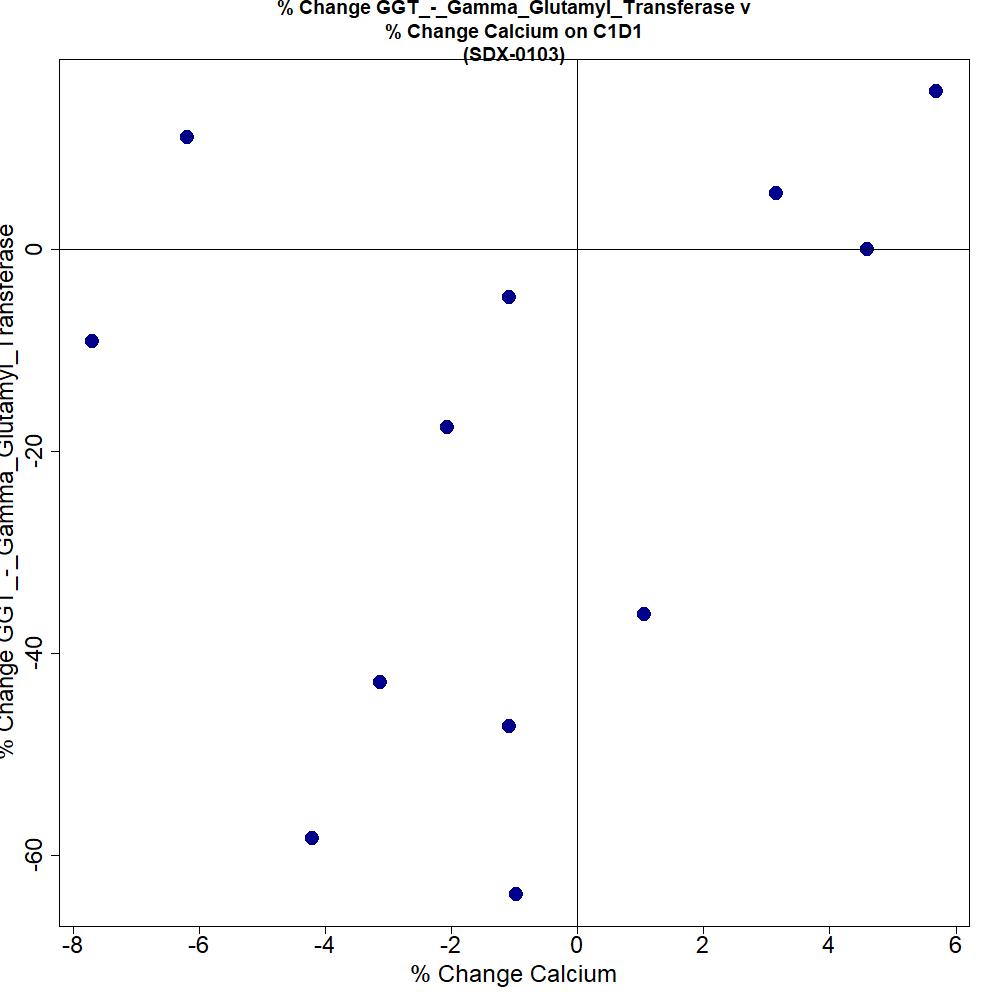 % Change GGT_-_Gamma_Glutamyl_Transferase v
% Change Calcium on C1D1
(SDX-0103)
% Change GGT_-_Gamma_Glutamyl_Transferase
0
-20
-40
-60
-8 -6 -4 -2 0 2 4 6
% Change Calcium